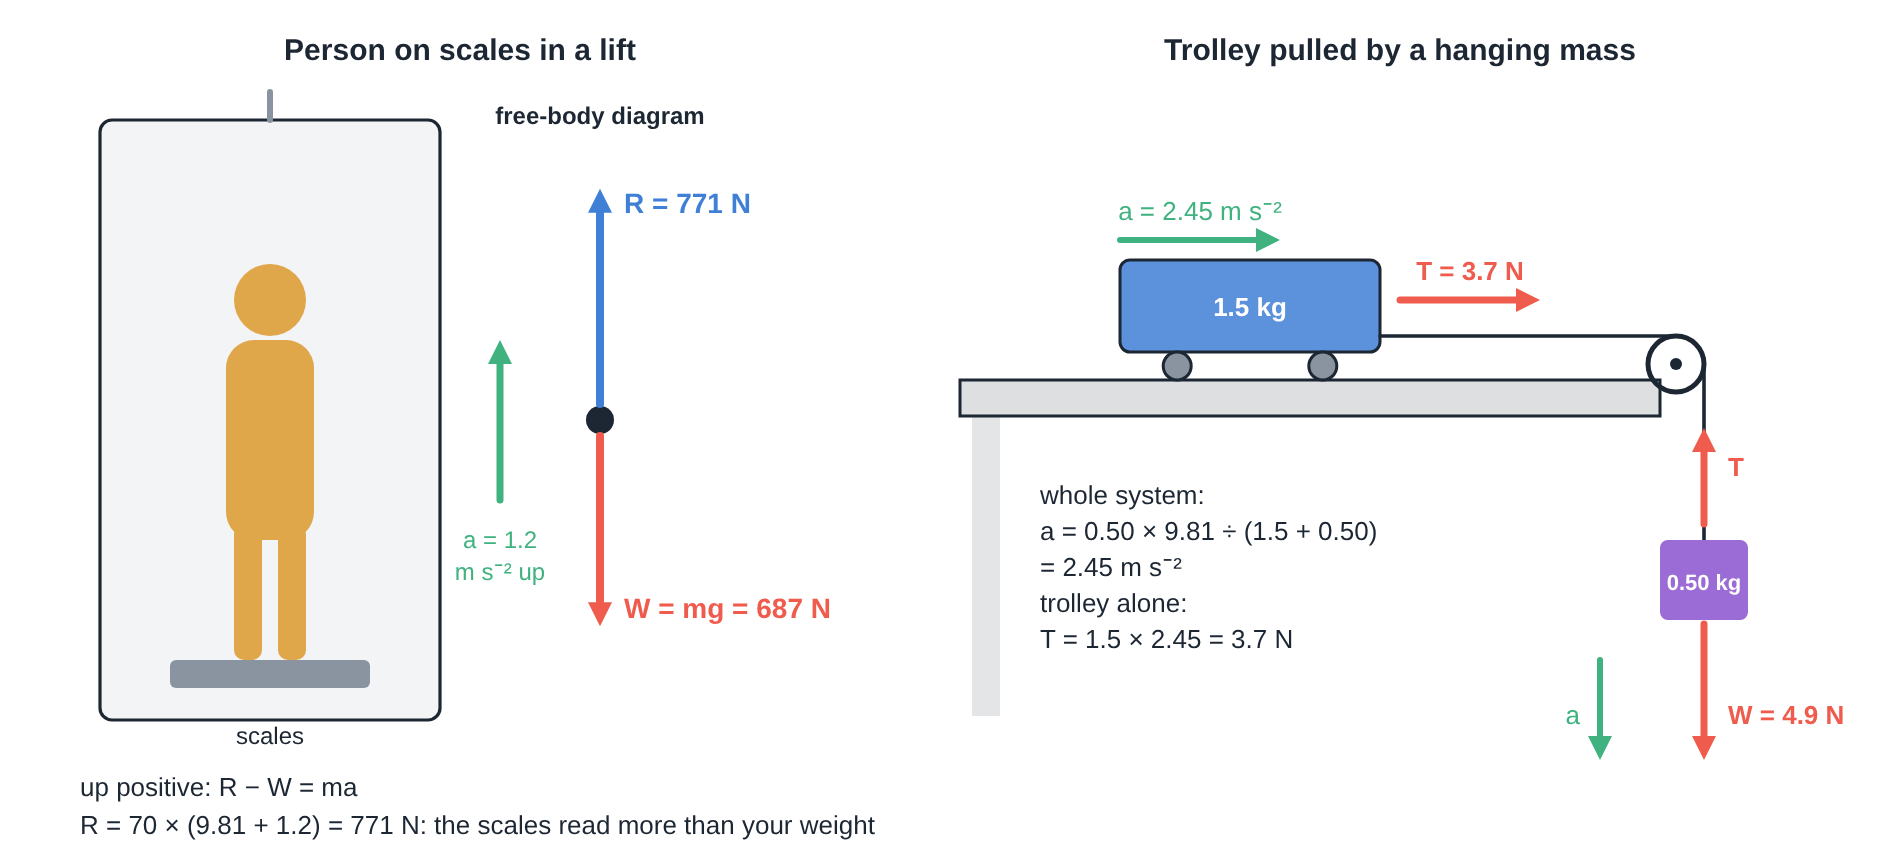 Person on scales in a lift
free-body diagram
R = 771 N
a = 1.2
m s⁻² up
W = mg = 687 N
scales
up positive: R − W = ma
R = 70 × (9.81 + 1.2) = 771 N: the scales read more than your weight
Trolley pulled by a hanging mass
a = 2.45 m s⁻²
T = 3.7 N
1.5 kg
T
whole system:
a = 0.50 × 9.81 ÷ (1.5 + 0.50)
= 2.45 m s⁻²
trolley alone:
T = 1.5 × 2.45 = 3.7 N
0.50 kg
a
W = 4.9 N